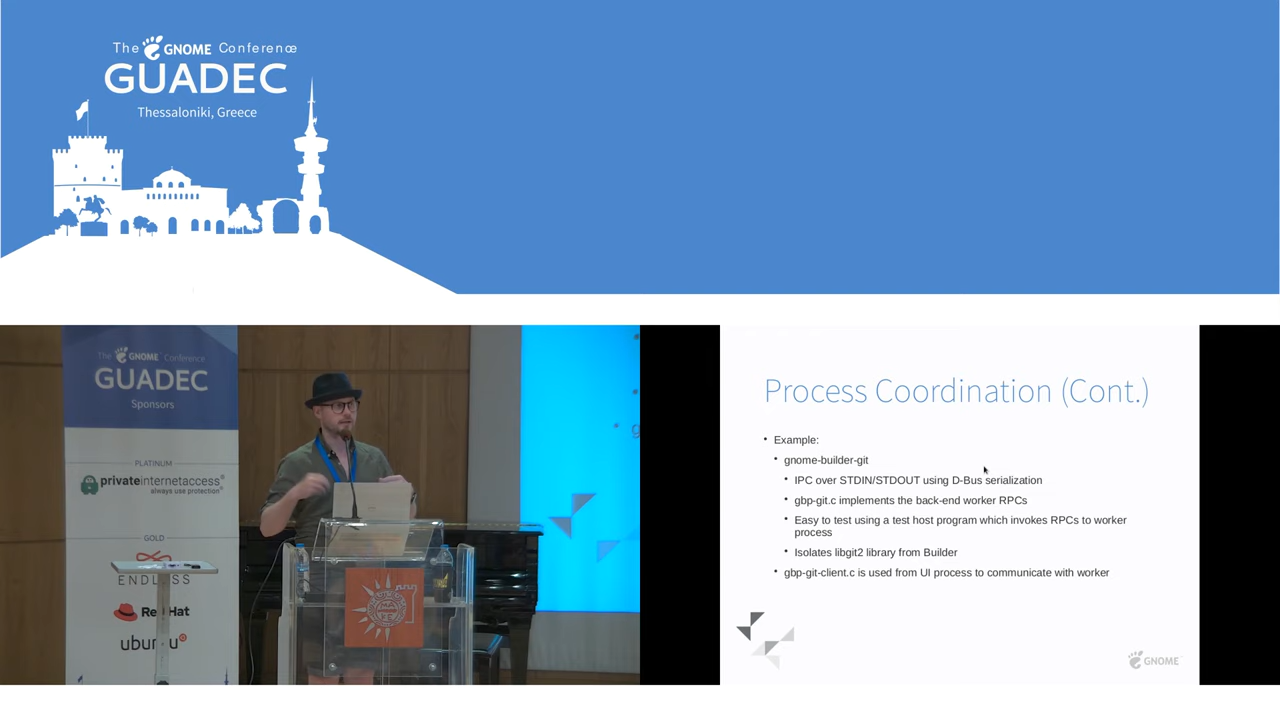 The GNOME Conference
GUADEC
Thessaloniki, Greece
The GNOME Conference
GUADEC
Sponsors
PLATINUM
privateinternetaccess®
always use protection®
GOLD
ENDLESS
Red Hat
ubuntu®
Process Coordination (Cont.)
• Example:
• gnome-builder-git
• IPC over STDIN/STDOUT using D-Bus serialization
• gbp-git.c implements the back-end worker RPCs
• Easy to test using a test host program which invokes RPCs to worker
process
• Isolates libgit2 library from Builder
• gbp-git-client.c is used from UI process to communicate with worker
GNOME